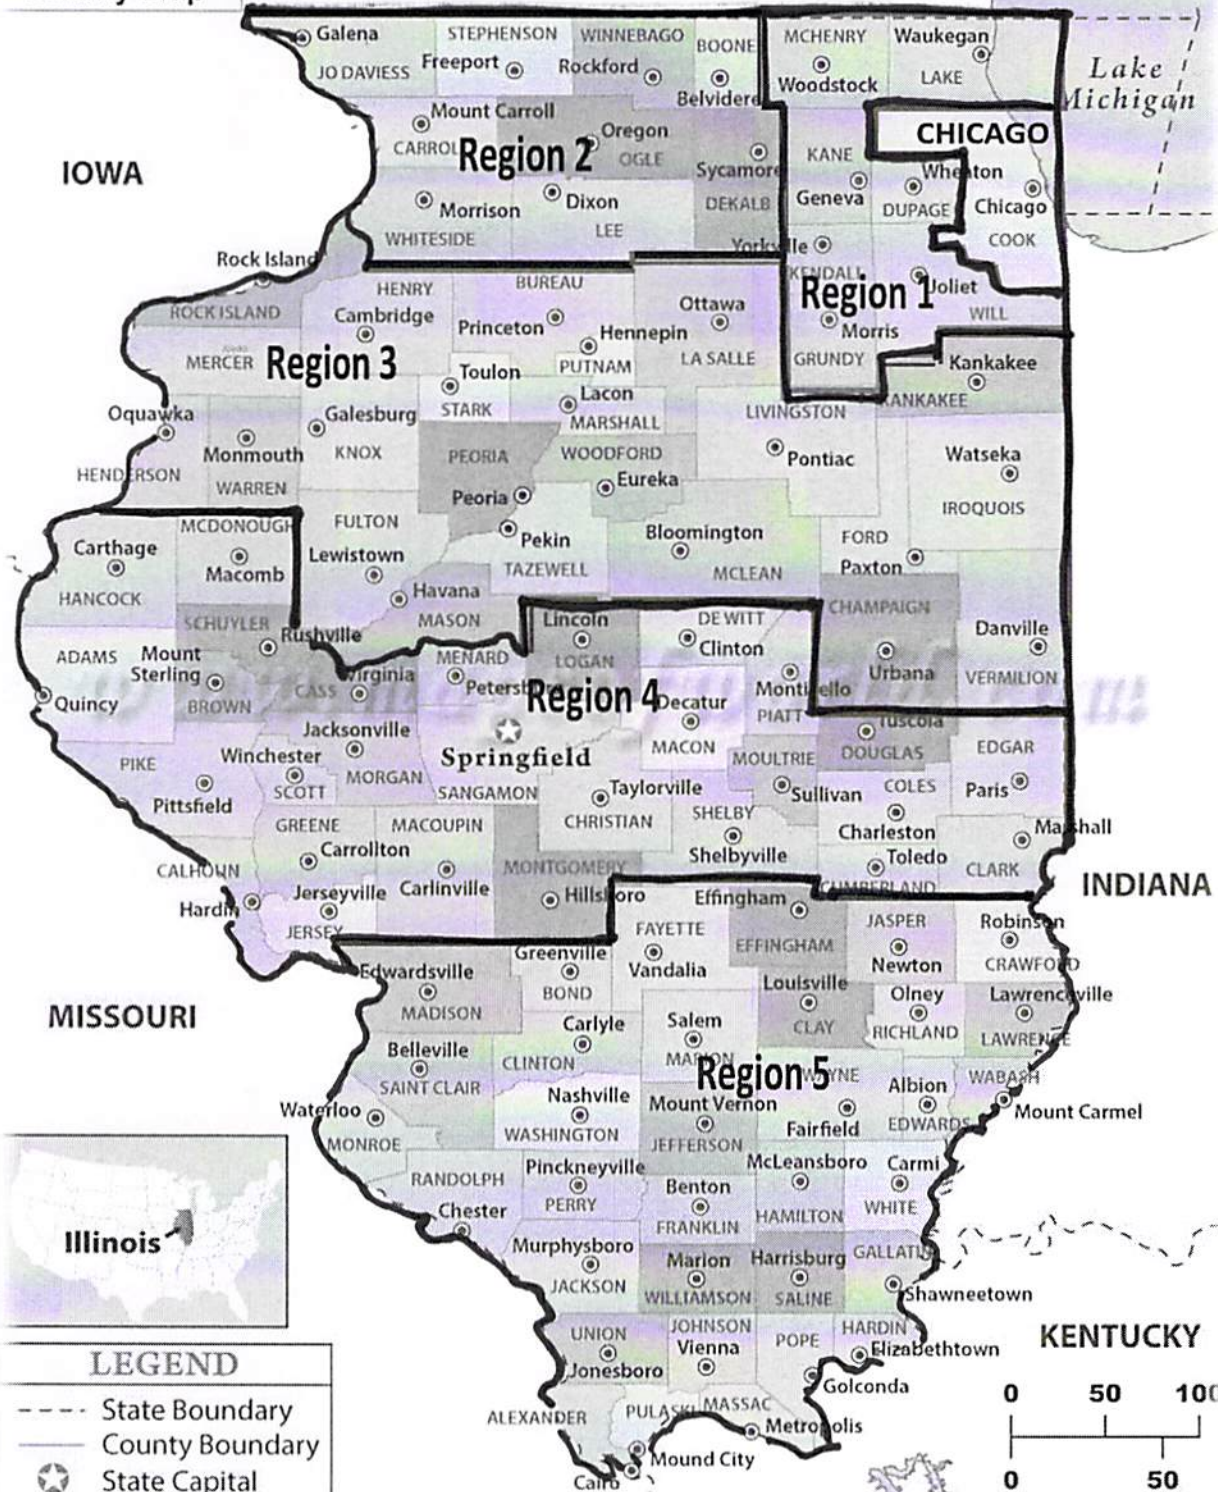 Galena
STEPHENSON
WINNEBAGO
BOONE
MCHENRY
Waukegan
JO DAVIESS
Freeport
Rockford
Belvidere
Woodstock
LAKE
Lake
Michigan
Mount Carroll
CARROL
Region 2
Oregon
OGLE
Sycamore
KANE
CHICAGO
IOWA
Wheaton
Morrison
Dixon
DEKALB
Geneva
DUPAGE
Chicago
WHITESIDE
LEE
Yorkville
COOK
Rock Island
KENDALL
ROCK ISLAND
HENRY
BUREAU
Ottawa
Region 1
Joliet
WILL
Cambridge
Princeton
Hennepin
Morris
MERCER
Region 3
PUTNAM
LA SALLE
GRUNDY
Kankakee
Toulon
KANKAKEE
Oquawka
Galesburg
STARK
Lacon
MARSHALL
LIVINGSTON
Monmouth
KNOX
PEORIA
WOODFORD
Pontiac
Watseka
HENDERSON
WARREN
Peoria
Eureka
IROQUOIS
MCDONOUGH
FULTON
Carthage
Lewistown
Pekin
Bloomington
FORD
Macomb
TAZEWELL
MCLEAN
Paxton
HANCOCK
Havana
SCHUYLER
MASON
Lincoln
DE WITT
CHAMPAIGN
Rushville
Clinton
Danville
ADAMS
Mount
Sterling
MENARD
LOGAN
Virginia
Petersburg
Urbana
VERMILION
Quincy
BROWN
CASS
Region 4
Decatur
Monticello
PIATT
Tuscola
Jacksonville
Springfield
MACON
DOUGLAS
EDGAR
PIKE
Winchester
MORGAN
MOULTRIE
Pittsfield
SCOTT
SANGAMON
Taylorville
Sullivan
COLES
Paris
GREENE
MACOUPIN
CHRISTIAN
SHELBY
Charleston
Marshall
CALHOUN
Carrollton
MONTGOMERY
Shelbyville
Toledo
CLARK
Jerseyville
Carlinville
CUMBERLAND
INDIANA
Hardin
Hillsboro
Effingham
JERSEY
FAYETTE
JASPER
Robinson
Edwardsville
Greenville
Vandalia
EFFINGHAM
Newton
CRAWFORD
MISSOURI
MADISON
BOND
Louisville
Olney
Lawrenceville
Carlyle
Salem
CLAY
RICHLAND
LAWRENCE
Belleville
CLINTON
MARION
SAINT CLAIR
Region 5
WAYNE
Albion
WABASH
Waterloo
Nashville
Mount Vernon
Fairfield
EDWARDS
Mount Carmel
MONROE
WASHINGTON
JEFFERSON
RANDOLPH
Pinckneyville
McLeansboro
Carmi
Chester
PERRY
Benton
HAMILTON
WHITE
Illinois
FRANKLIN
Murphysboro
Marion
Harrisburg
GALLATIN
JACKSON
WILLIAMSON
SALINE
Shawneetown
UNION
JOHNSON
POPE
HARDIN
KENTUCKY
LEGEND
Jonesboro
Vienna
Elizabethtown
State Boundary
Golconda
0 50 100
County Boundary
ALEXANDER
PULASKI
MASSAC
Metropolis
State Capital
Mound City
Cairo
0 50